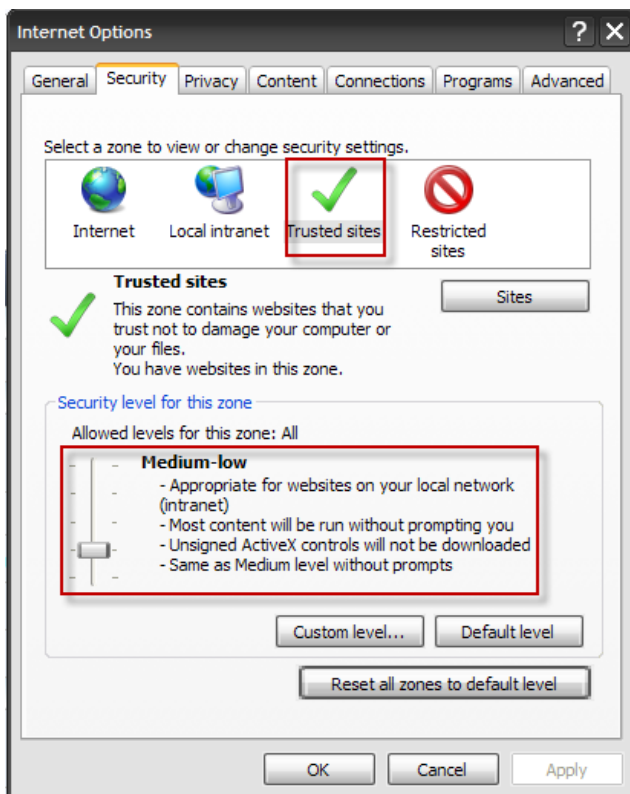 Internet Options
? X
General Security Privacy Content Connections Programs Advanced
Select a zone to view or change security settings.
Internet Local intranet Trusted sites Restricted
sites
Trusted sites
Sites
This zone contains websites that you
trust not to damage your computer or
your files.
You have websites in this zone.
Security level for this zone
Allowed levels for this zone: All
Medium-low
- Appropriate for websites on your local network
(intranet)
- Most content will be run without prompting you
- Unsigned ActiveX controls will not be downloaded
- Same as Medium level without prompts
Custom level... Default level
Reset all zones to default level
OK Cancel Apply